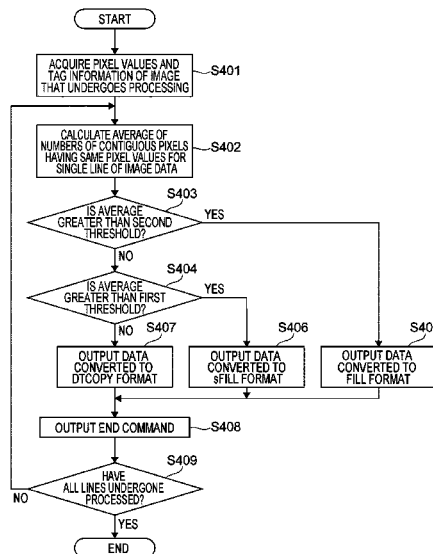 START
ACQUIRE PIXEL VALUES AND
TAG INFORMATION OF IMAGE
THAT UNDERGOES PROCESSING
S401
CALCULATE AVERAGE OF
NUMBERS OF CONTIGUOUS PIXELS
HAVING SAME PIXEL VALUES FOR
SINGLE LINE OF IMAGE DATA
S402
S403
IS AVERAGE
GREATER THAN SECOND
THRESHOLD?
YES
NO
S404
IS AVERAGE
GREATER THAN FIRST
THRESHOLD?
YES
NO
S407
S406
S40
OUTPUT DATA
CONVERTED TO
DTCOPY FORMAT
OUTPUT DATA
CONVERTED TO
sFILL FORMAT
OUTPUT DATA
CONVERTED TO
FILL FORMAT
OUTPUT END COMMAND
S408
S409
HAVE
ALL LINES UNDERGONE
PROCESSED?
NO
YES
END